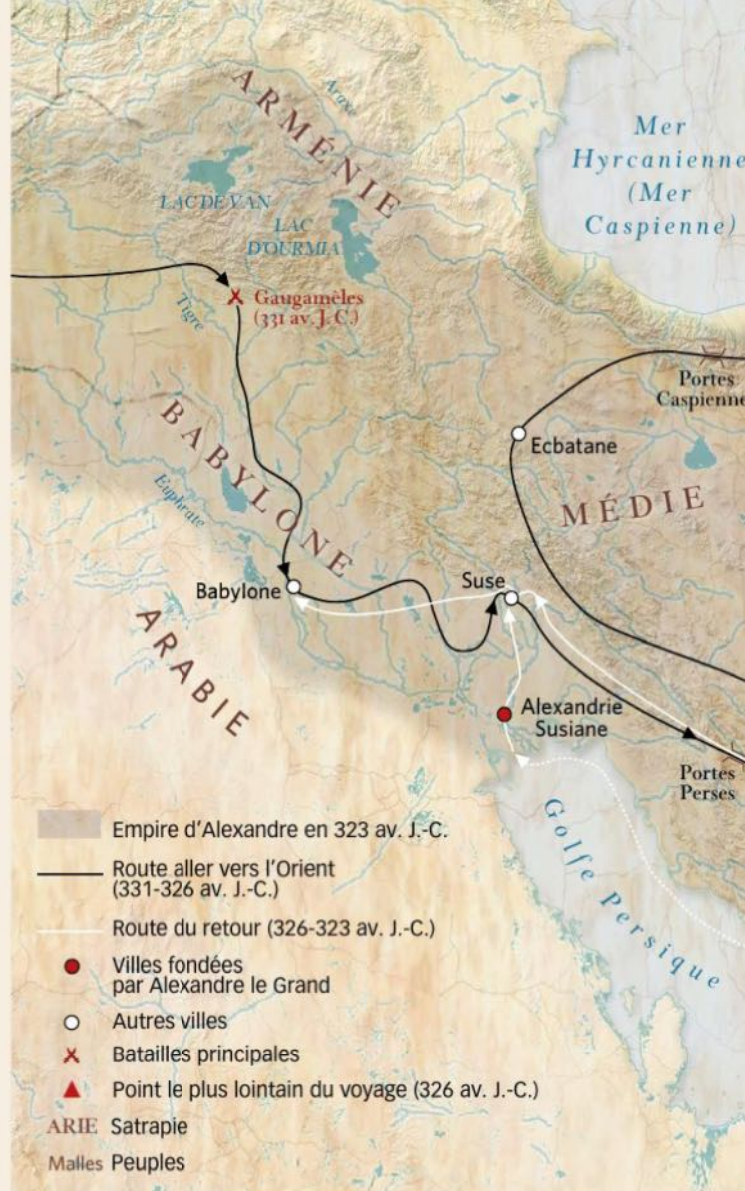 ARMÉNIE
Araxe
Mer
Hyrcanienne
(Mer
Caspienne)
LAC DE VAN
LAC
D'OURMIA
Gaugamèles
(331 av. J.-C.)
Tigre
Portes
Caspienne
Ecbatane
BABYLONE
MÉDIE
Euphrate
Suse
Babylone
ARABIE
Alexandrie
Susiane
Portes
Perses
Golfe Persique
Empire d'Alexandre en 323 av. J.-C.
Route aller vers l'Orient
(331-326 av. J.-C.)
Route du retour (326-323 av. J.-C.)
Villes fondées
par Alexandre le Grand
Autres villes
Batailles principales
Point le plus lointain du voyage (326 av. J.-C.)
ARIE Satrapie
Malles Peuples